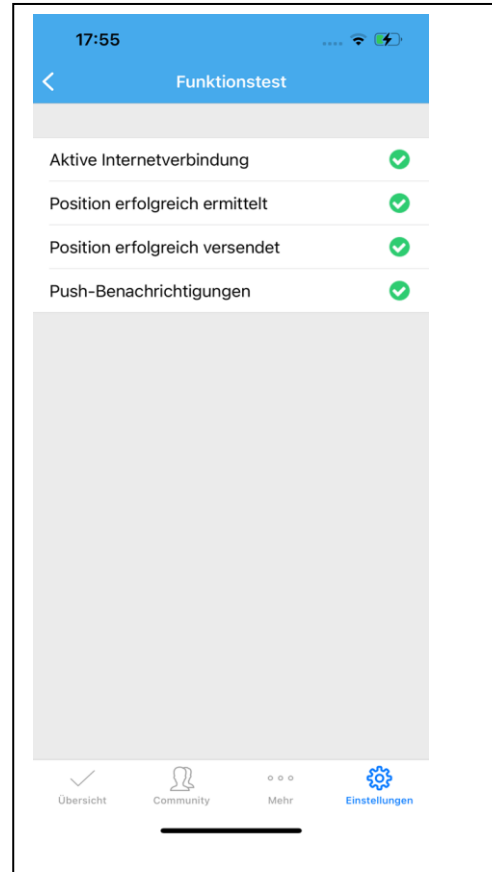 17:55
Funktionstest
Aktive Internetverbindung
Position erfolgreich ermittelt
Position erfolgreich versendet
Push-Benachrichtigungen
Übersicht Community Mehr Einstellungen